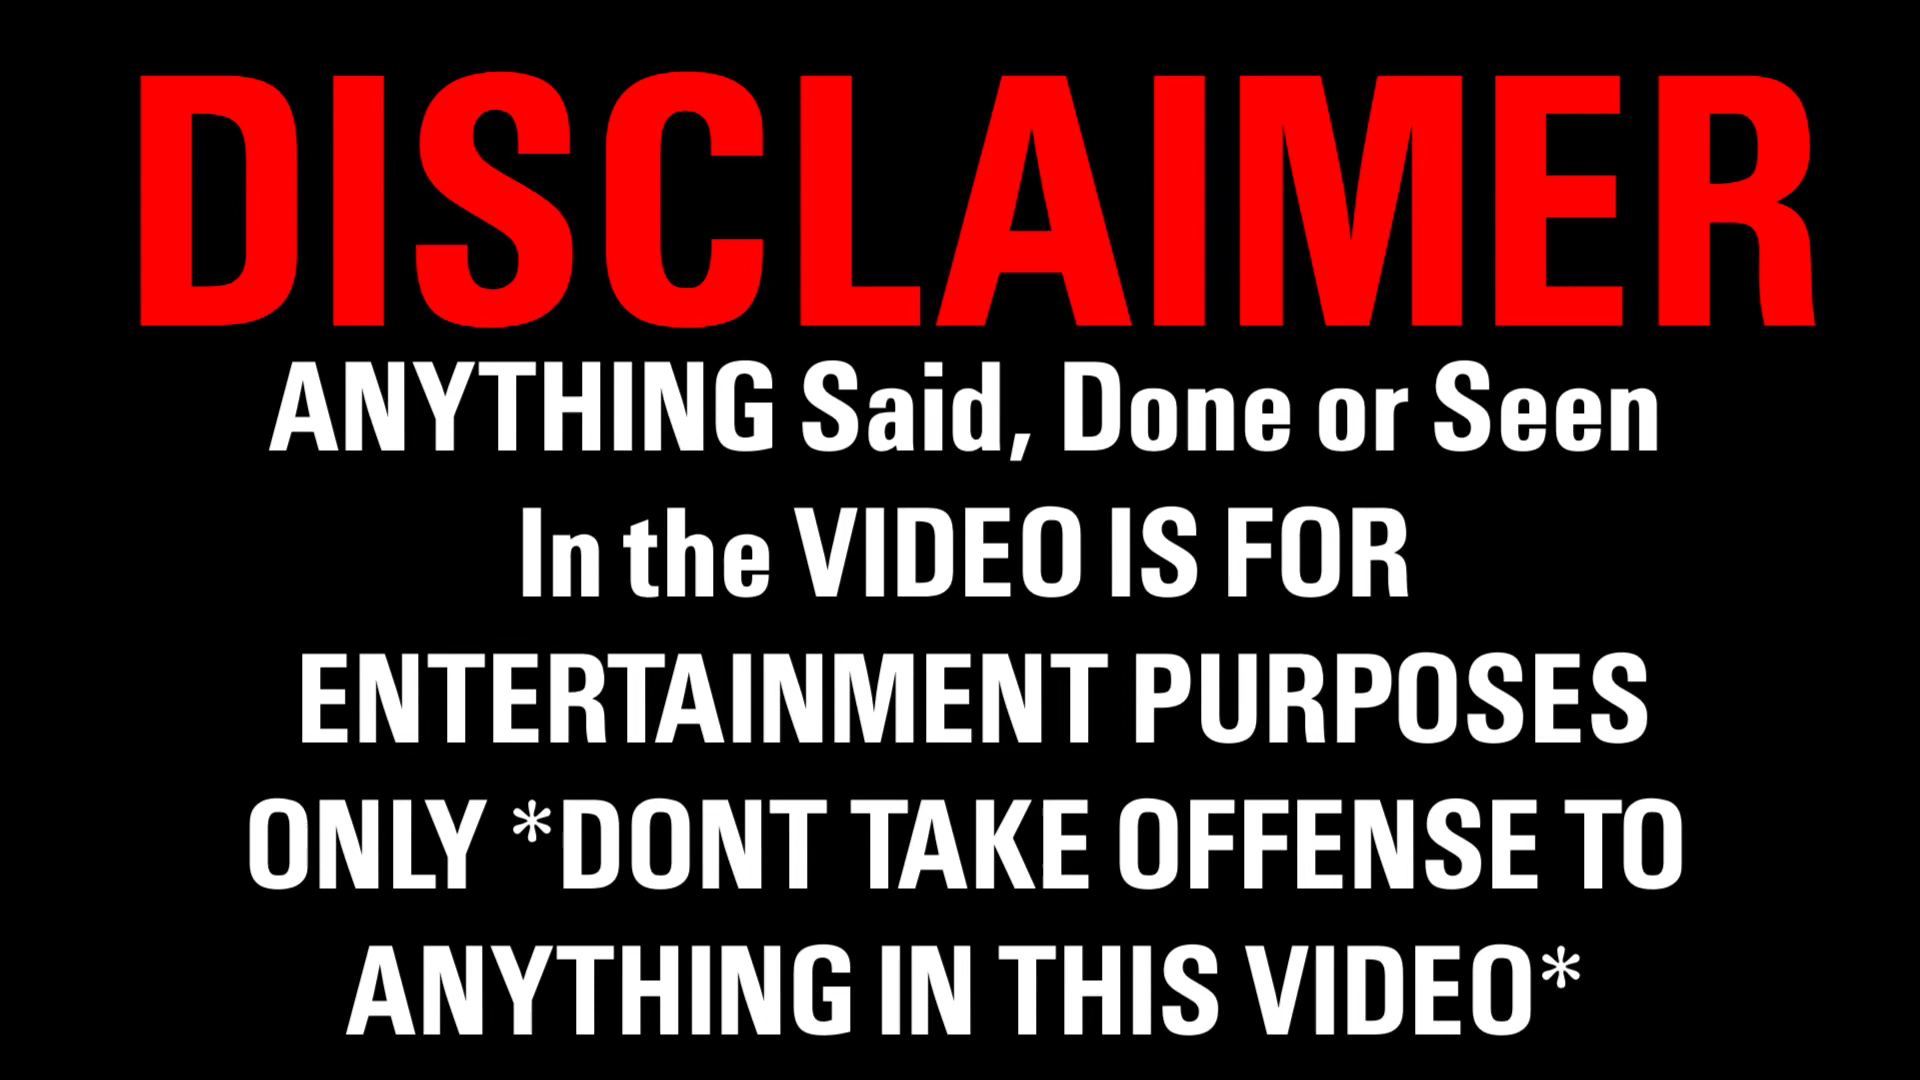 DISCLAIMER
ANYTHING Said, Done or Seen
In the VIDEO IS FOR
ENTERTAINMENT PURPOSES
ONLY *DONT TAKE OFFENSE TO
ANYTHING IN THIS VIDEO*